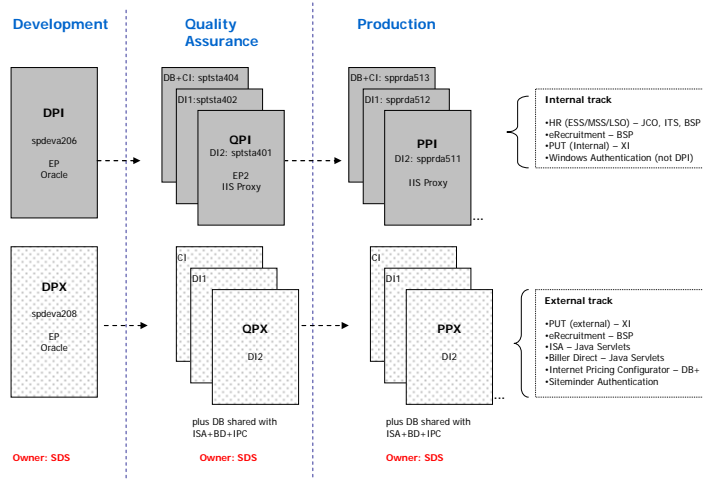 Development
Quality
Assurance
Production
DPI
spdeva206
EP
Oracle
DB+CI: sptsta404
DI1:sptsta402
QPI
DI2: sptsta401
EP2
IIS Proxy
DB+CI: spprda513
DI1: spprda512
PPI
DI2: spprda511
IIS Proxy
...
Internal track
•HR (ESS/MSS/LSO) – JCO, ITS, BSP
•eRecruitment – BSP
•PUT (Internal) – XI
•Windows Authentication (not DPI)
DPX
spdeva208
EP
Oracle
CI
DI1
QPX
DI2
CI
DI1
PPX
DI2
...
External track
•PUT (external) – XI
•eRecruitment – BSP
•ISA – Java Servlets
•Biller Direct – Java Servlets
•Internet Pricing Configurator – DB+
•Siteminder Authentication
plus DB shared with
ISA+BD+IPC
plus DB shared with
ISA+BD+IPC
Owner: SDS
Owner: SDS
Owner: SDS